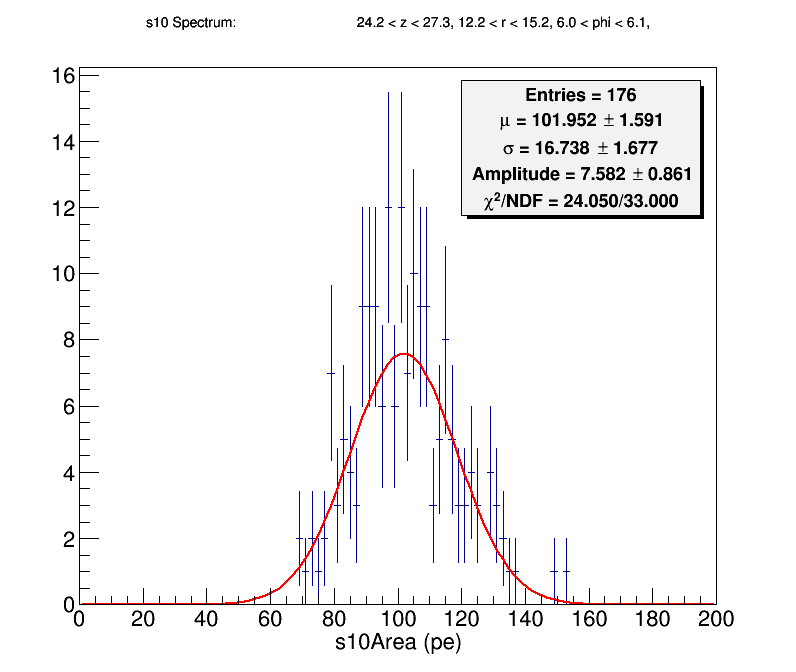 s10 Spectrum: 24.2 < z < 27.3, 12.2 < r < 15.2, 6.0 < phi < 6.1,
Entries = 176
μ = 101.952 ± 1.591
σ = 16.738 ± 1.677
Amplitude = 7.582 ± 0.861
χ²/NDF = 24.050/33.000
16
14
12
10
8
6
4
2
0
0 20 40 60 80 100 120 140 160 180 200
s10Area (pe)